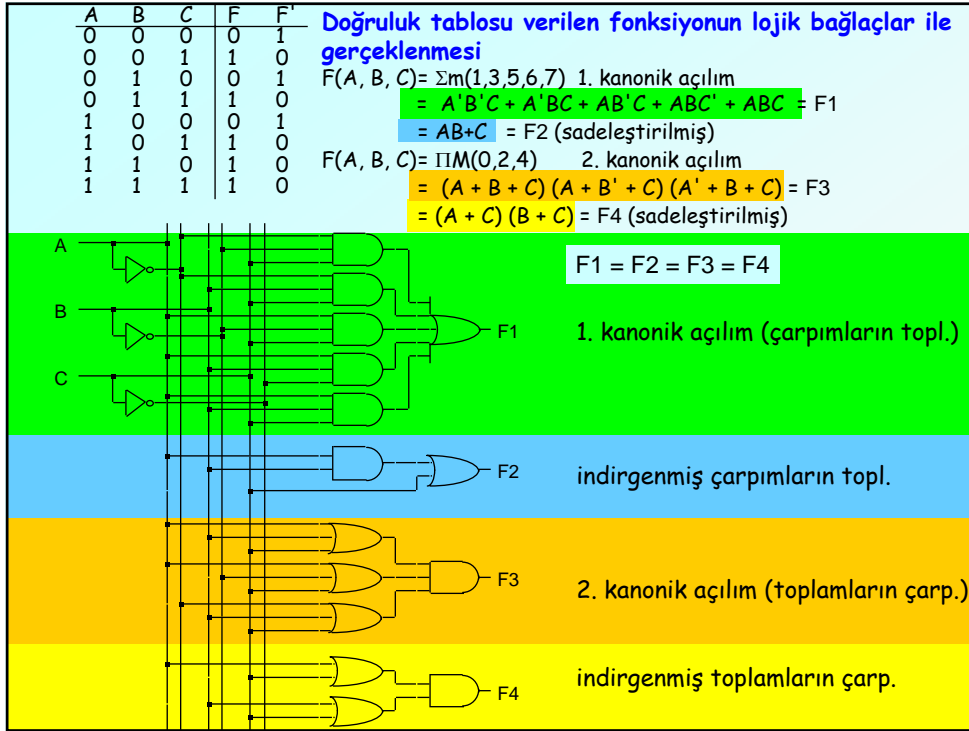 A B C F F'
0 0 0 0 1
0 0 1 1 0
0 1 0 0 1
0 1 1 1 0
1 0 0 0 1
1 0 1 1 0
1 1 0 1 0
1 1 1 1 0
Doğruluk tablosu verilen fonksiyonun lojik bağlaçlar ile
gerçeklenmesi
F(A, B, C)= Σm(1,3,5,6,7) 1. kanonik açılım
= A'B'C + A'BC + AB'C + ABC' + ABC = F1
= AB+C = F2 (sadeleştirilmiş)
F(A, B, C)= ΠM(0,2,4) 2. kanonik açılım
= (A + B + C) (A + B' + C) (A' + B + C) = F3
= (A + C) (B + C) = F4 (sadeleştirilmiş)
A
F1 = F2 = F3 = F4
B
F1
1. kanonik açılım (çarpımların topl.)
C
F2
indirgenmiş çarpımların topl.
F3
2. kanonik açılım (toplamların çarp.)
F4
indirgenmiş toplamların çarp.